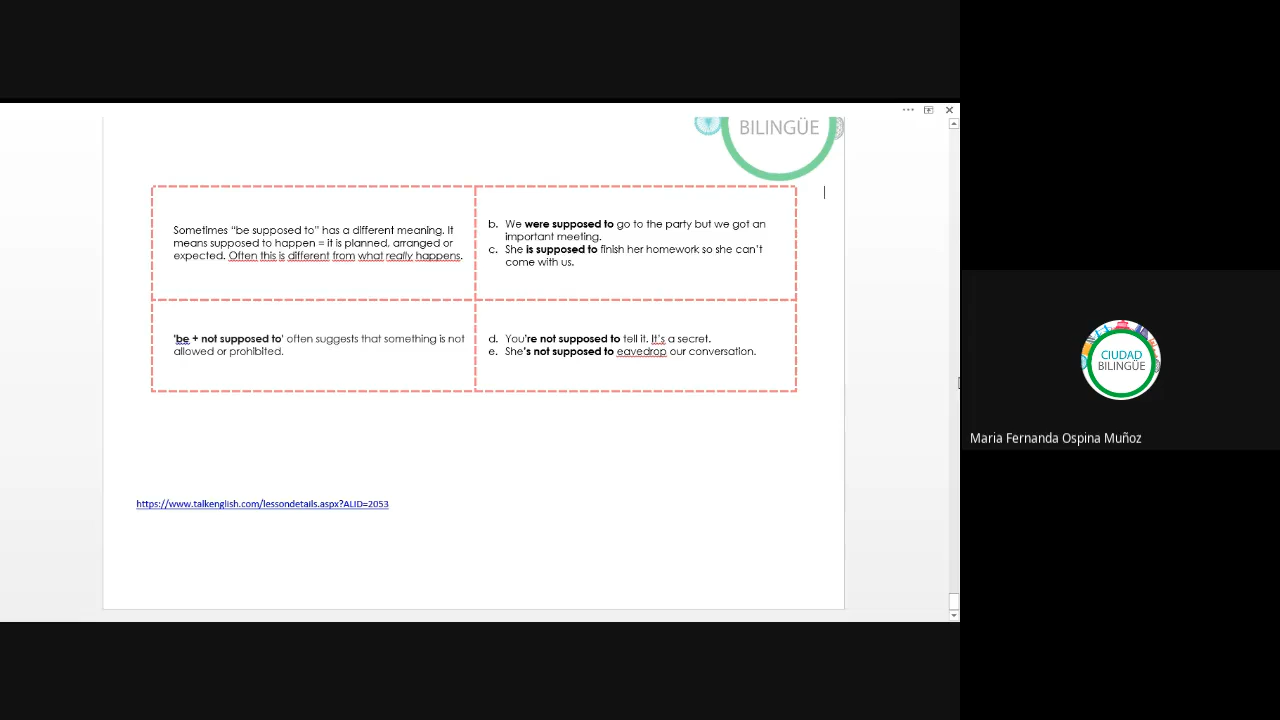 BILINGÜE
Sometimes “be supposed to” has a different meaning. It
means supposed to happen = it is planned, arranged or
expected. Often this is different from what really happens.
b. We were supposed to go to the party but we got an
important meeting.
c. She is supposed to finish her homework so she can’t
come with us.
'be + not supposed to' often suggests that something is not
allowed or prohibited.
d. You’re not supposed to tell it. It’s a secret.
e. She’s not supposed to eavedrop our conversation.
https://www.talkenglish.com/lessondetails.aspx?ALID=2053
CIUDAD
BILINGÜE
Maria Fernanda Ospina Muñoz